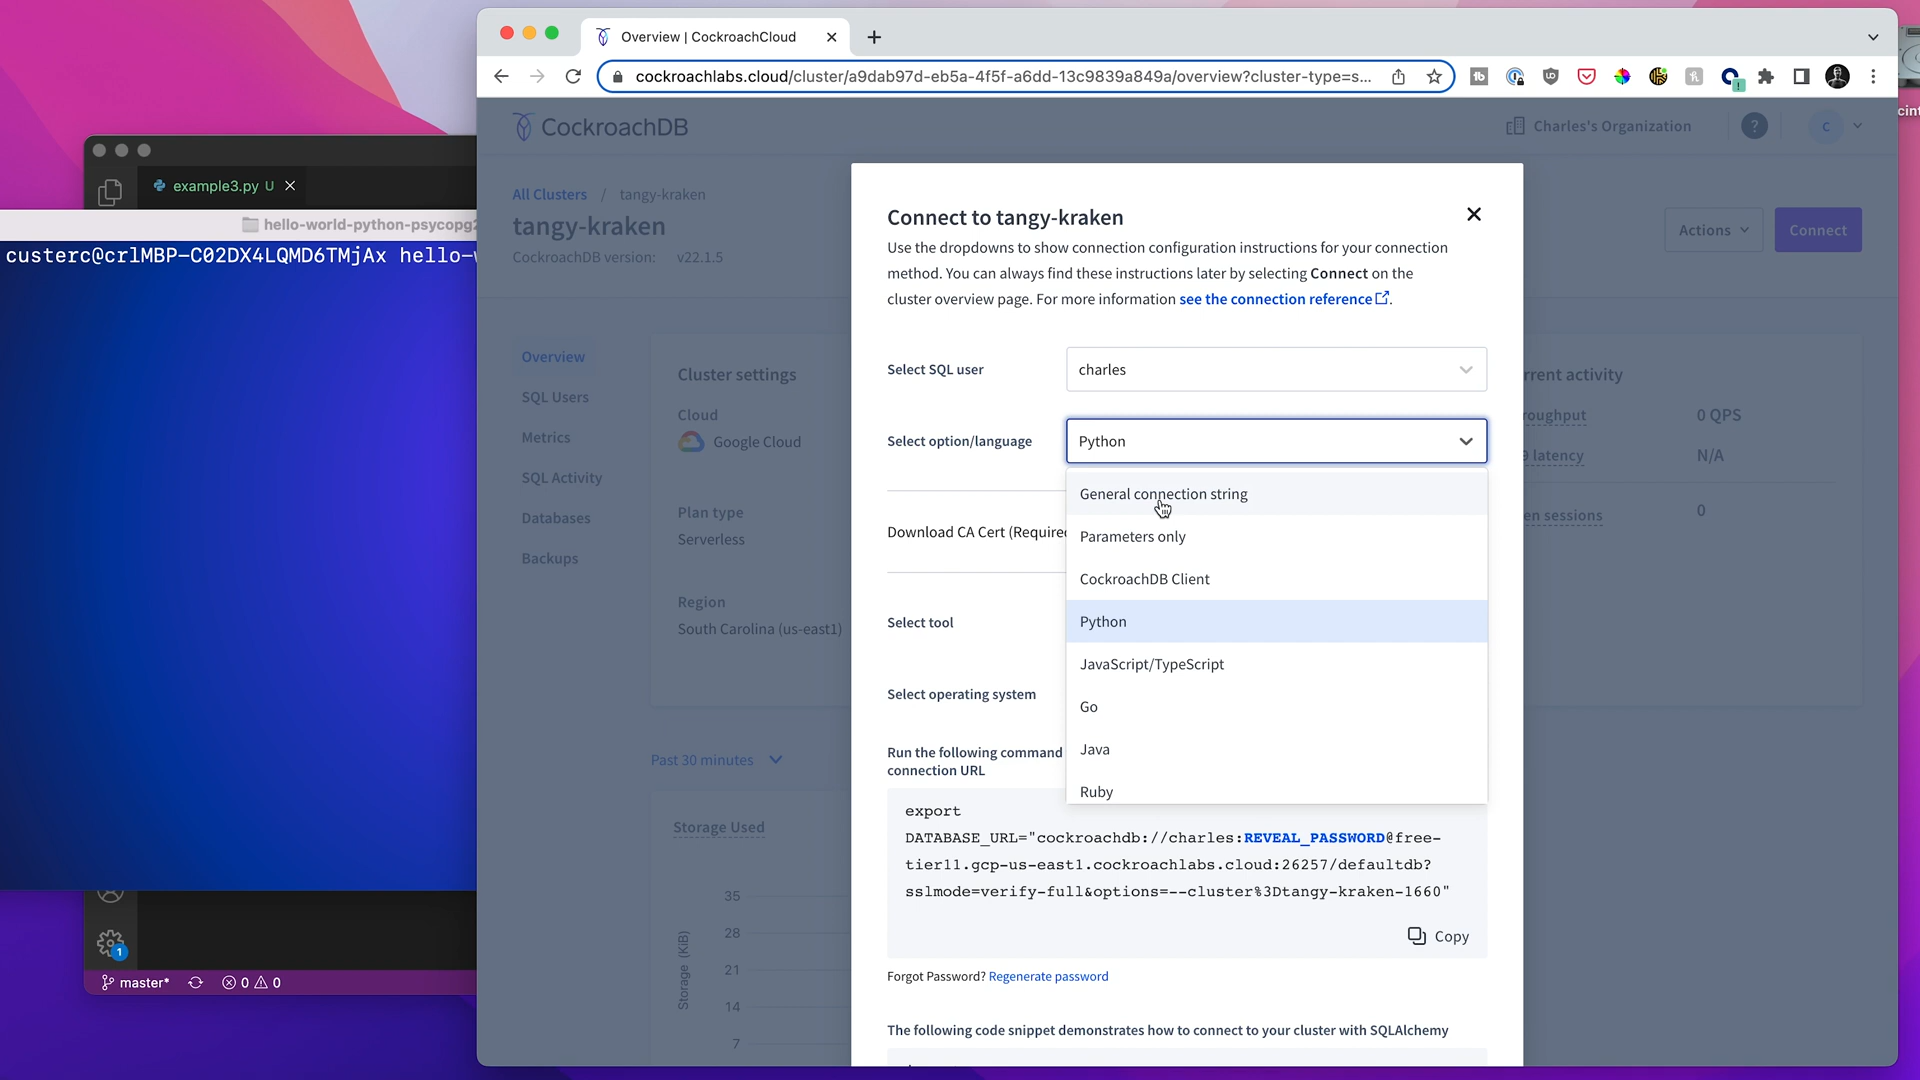 Overview | CockroachCloud
cockroachlabs.cloud/cluster/a9dab97d-eb5a-4f5f-a6dd-13c9839a849a/overview?cluster-type=s...
example3.py U
hello-world-python-psycopg2
custerc@crlMBP-C02DX4LQMD6TMjAx hello-w
master*
0
0
1
CockroachDB
Charles's Organization
?
C
All Clusters / tangy-kraken
tangy-kraken
CockroachDB version: v22.1.5
Actions
Connect
Overview
SQL Users
Metrics
SQL Activity
Databases
Backups
Cluster settings
Cloud
Google Cloud
Plan type
Serverless
Region
South Carolina (us-east1)
Past 30 minutes
Storage Used
Storage (KiB)
35
28
21
14
7
Connect to tangy-kraken
Use the dropdowns to show connection configuration instructions for your connection
method. You can always find these instructions later by selecting Connect on the
cluster overview page. For more information see the connection reference.
Select SQL user
charles
Select option/language
Python
General connection string
Parameters only
CockroachDB Client
Python
JavaScript/TypeScript
Go
Java
Ruby
Download CA Cert (Required
Select tool
Select operating system
Run the following command
connection URL
export
DATABASE_URL="cockroachdb://charles:REVEAL_PASSWORD@free-
tier11.gcp-us-east1.cockroachlabs.cloud:26257/defaultdb?
sslmode=verify-full&options=--cluster%3Dtangy-kraken-1660"
Copy
Forgot Password? Regenerate password
The following code snippet demonstrates how to connect to your cluster with SQLAlchemy
rrent activity
roughput
0 QPS
9 latency
N/A
en sessions
0
cint